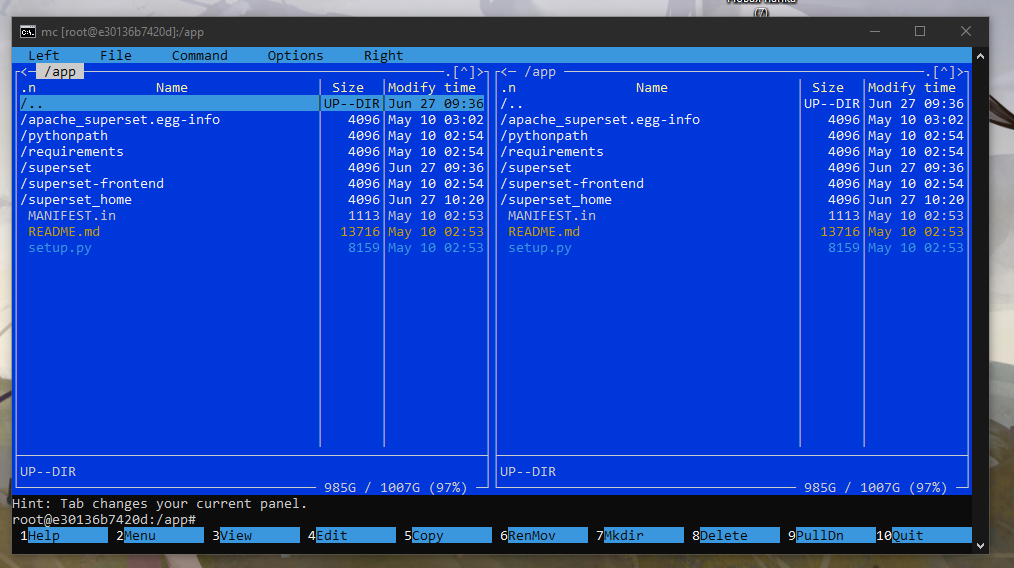 mc [root@e30136b7420d]:/app
Left File Command Options Right
<─ /app ─.[^]>
.n Name Size Modify time
/.. UP--DIR Jun 27 09:36
/apache_superset.egg-info 4096 May 10 03:02
/pythonpath 4096 May 10 02:54
/requirements 4096 May 10 02:54
/superset 4096 Jun 27 09:36
/superset-frontend 4096 May 10 02:54
/superset_home 4096 Jun 27 10:20
MANIFEST.in 1113 May 10 02:53
README.md 13716 May 10 02:53
setup.py 8159 May 10 02:53
UP--DIR
985G / 1007G (97%)
<─ /app ─.[^]>
.n Name Size Modify time
/.. UP--DIR Jun 27 09:36
/apache_superset.egg-info 4096 May 10 03:02
/pythonpath 4096 May 10 02:54
/requirements 4096 May 10 02:54
/superset 4096 Jun 27 09:36
/superset-frontend 4096 May 10 02:54
/superset_home 4096 Jun 27 10:20
MANIFEST.in 1113 May 10 02:53
README.md 13716 May 10 02:53
setup.py 8159 May 10 02:53
UP--DIR
985G / 1007G (97%)
Hint: Tab changes your current panel.
root@e30136b7420d:/app#
1Help 2Menu 3View 4Edit 5Copy 6RenMov 7Mkdir 8Delete 9PullDn 10Quit